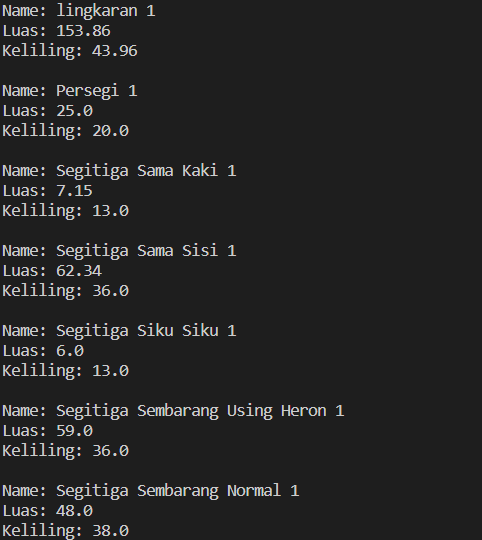 Name: lingkaran 1
Luas: 153.86
Keliling: 43.96
Name: Persegi 1
Luas: 25.0
Keliling: 20.0
Name: Segitiga Sama Kaki 1
Luas: 7.15
Keliling: 13.0
Name: Segitiga Sama Sisi 1
Luas: 62.34
Keliling: 36.0
Name: Segitiga Siku Siku 1
Luas: 6.0
Keliling: 13.0
Name: Segitiga Sembarang Using Heron 1
Luas: 59.0
Keliling: 36.0
Name: Segitiga Sembarang Normal 1
Luas: 48.0
Keliling: 38.0